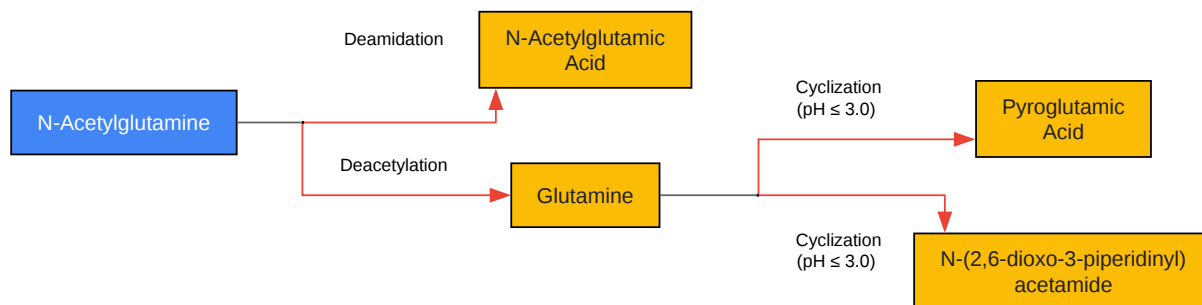 Deamidation
N-Acetylglutamic
Acid
N-Acetylglutamine
Cyclization
(pH ≤ 3.0)
Pyroglutamic
Acid
Deacetylation
Glutamine
Cyclization
(pH ≤ 3.0)
N-(2,6-dioxo-3-piperidinyl)
acetamide